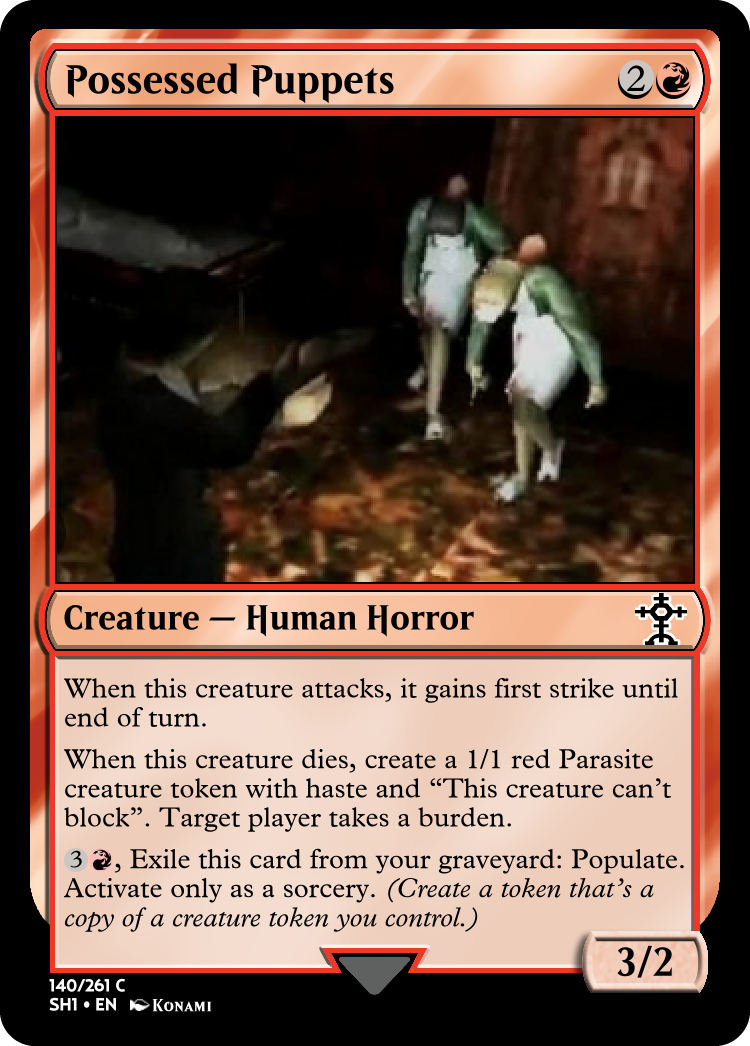 Possessed Puppets 2
Creature — Human Horror
When this creature attacks, it gains first strike until
end of turn.
When this creature dies, create a 1/1 red Parasite
creature token with haste and “This creature can’t
block”. Target player takes a burden.
3, Exile this card from your graveyard: Populate.
Activate only as a sorcery. (Create a token that’s a
copy of a creature token you control.)
3/2
140/261 C
SH1 • EN KONAMI